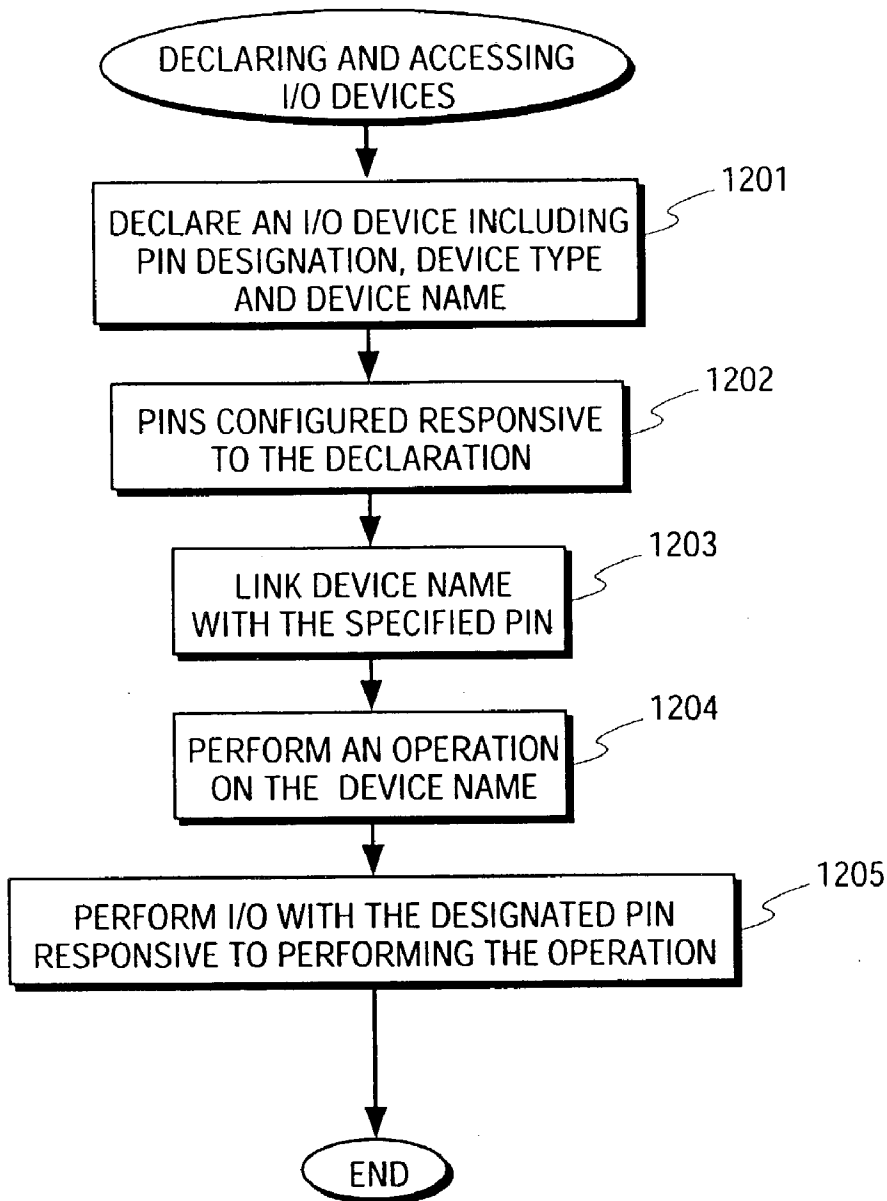 DECLARING AND ACCESSING
I/O DEVICES
1201
DECLARE AN I/O DEVICE INCLUDING
PIN DESIGNATION, DEVICE TYPE
AND DEVICE NAME
1202
PINS CONFIGURED RESPONSIVE
TO THE DECLARATION
1203
LINK DEVICE NAME
WITH THE SPECIFIED PIN
1204
PERFORM AN OPERATION
ON THE DEVICE NAME
1205
PERFORM I/O WITH THE DESIGNATED PIN
RESPONSIVE TO PERFORMING THE OPERATION
END